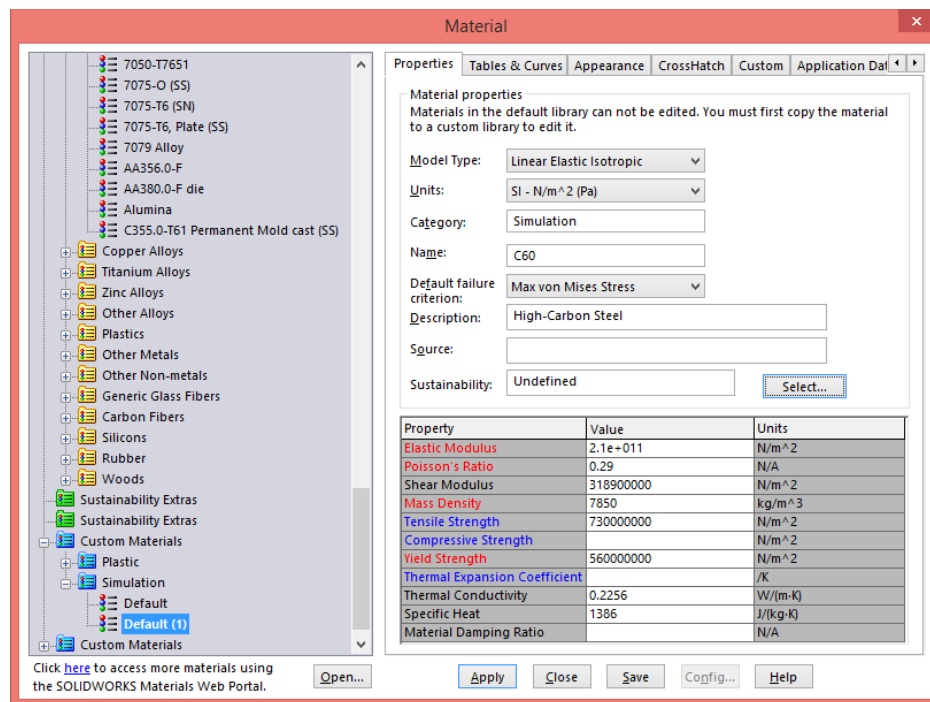 Material
7050-T7651
7075-O (SS)
7075-T6 (SN)
7075-T6, Plate (SS)
7079 Alloy
AA356.0-F
AA380.0-F die
Alumina
C355.0-T61 Permanent Mold cast (SS)
Copper Alloys
Titanium Alloys
Zinc Alloys
Other Alloys
Plastics
Other Metals
Other Non-metals
Generic Glass Fibers
Carbon Fibers
Silicons
Rubber
Woods
Sustainability Extras
Sustainability Extras
Custom Materials
Plastic
Simulation
Default
Default (1)
Custom Materials
Click here to access more materials using
the SOLIDWORKS Materials Web Portal.
Open...
Properties Tables & Curves Appearance CrossHatch Custom Application Dat
Material properties
Materials in the default library can not be edited. You must first copy the material
to a custom library to edit it.
Model Type: Linear Elastic Isotropic
Units: SI - N/m^2 (Pa)
Category: Simulation
Name: C60
Default failure
criterion: Max von Mises Stress
Description: High-Carbon Steel
Source:
Sustainability: Undefined Select...
Property Value Units
Elastic Modulus 2.1e+011 N/m^2
Poisson's Ratio 0.29 N/A
Shear Modulus 318900000 N/m^2
Mass Density 7850 kg/m^3
Tensile Strength 730000000 N/m^2
Compressive Strength N/m^2
Yield Strength 560000000 N/m^2
Thermal Expansion Coefficient /K
Thermal Conductivity 0.2256 W/(m·K)
Specific Heat 1386 J/(kg·K)
Material Damping Ratio N/A
Apply Close Save Config... Help